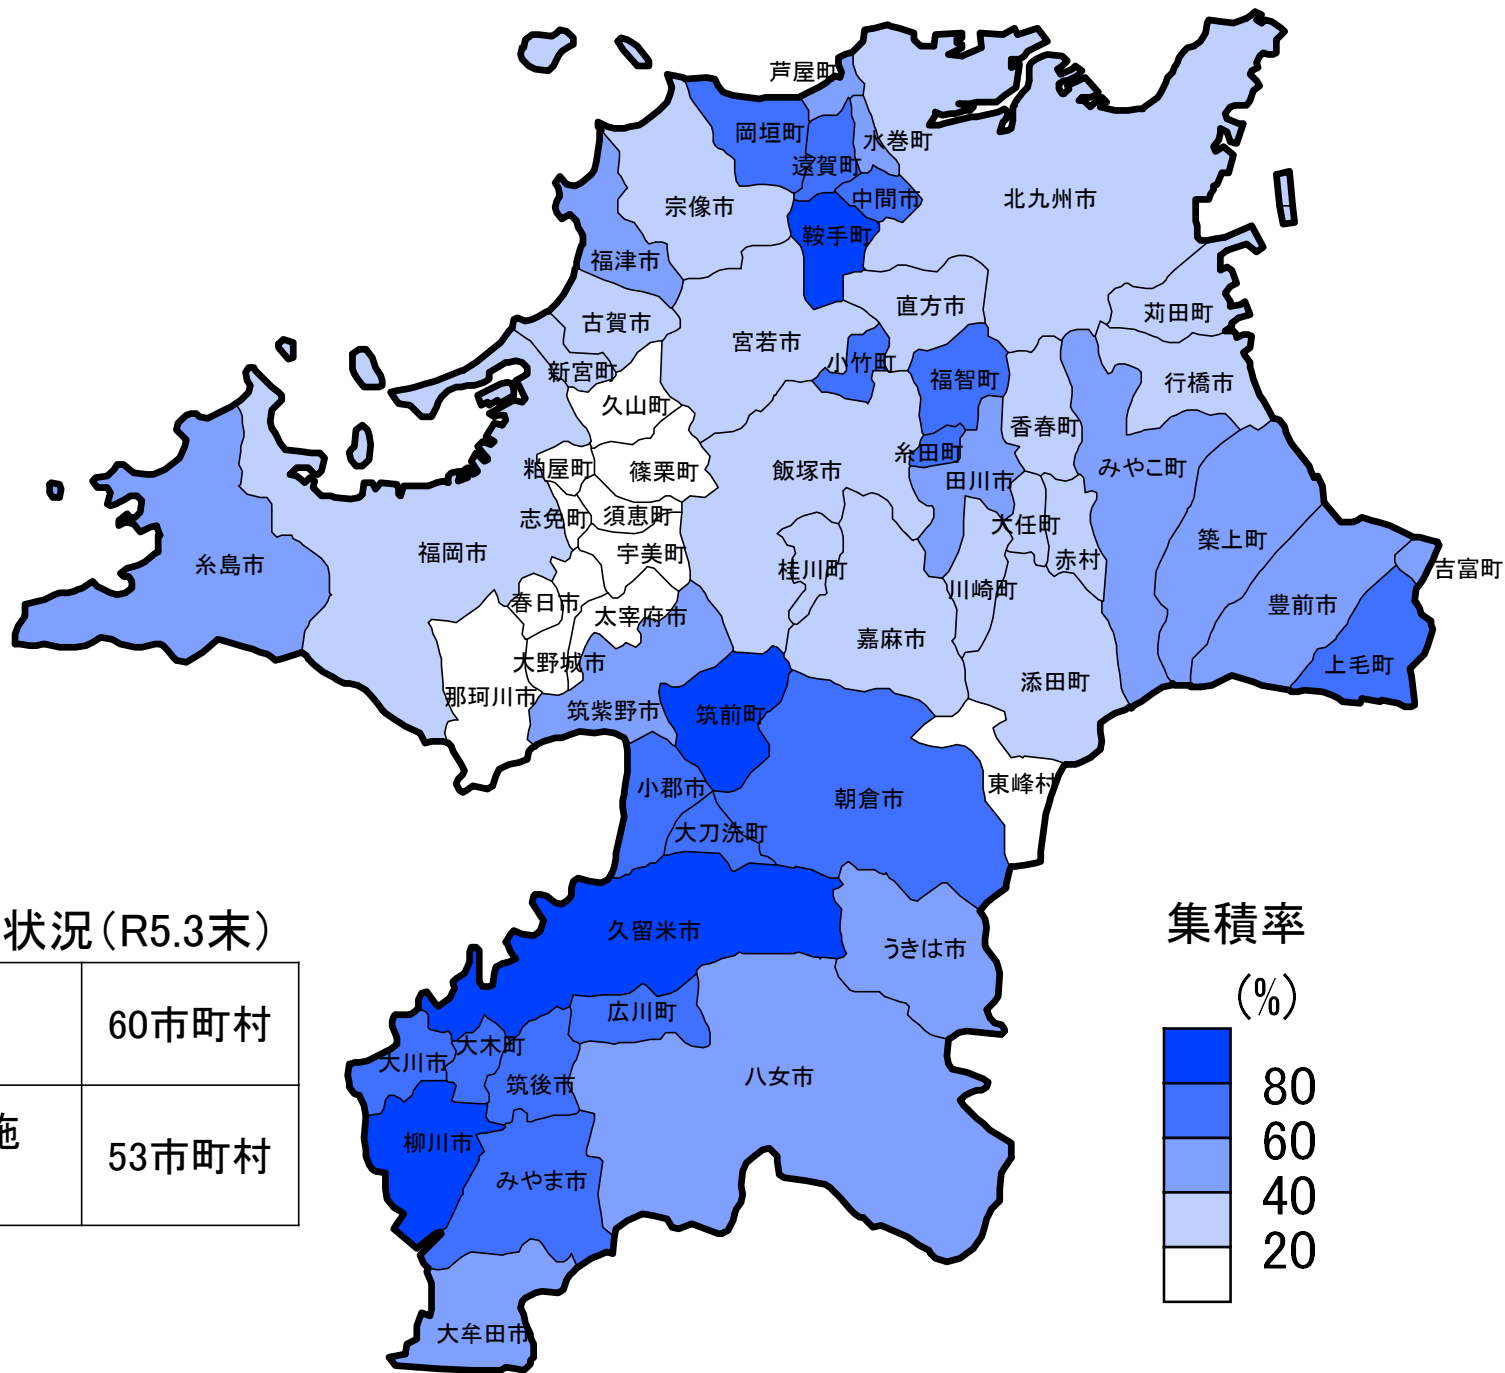 芦屋町
岡垣町
水巻町
遠賀町
中間市
北九州市
宗像市
鞍手町
福津市
直方市
苅田町
古賀市
宮若市
小竹町
新宮町
福智町
行橋市
久山町
香春町
糸田町
粕屋町
篠栗町
飯塚市
田川市
みやこ町
志免町
須恵町
大任町
福岡市
宇美町
築上町
糸島市
桂川町
赤村
吉富町
春日市
川崎町
豊前市
太宰府市
嘉麻市
大野城市
上毛町
添田町
那珂川市
筑紫野市
筑前町
小郡市
朝倉市
東峰村
大刀洗町
久留米市
うきは市
広川町
大木町
大川市
筑後市
八女市
柳川市
みやま市
大牟田市
状況(R5.3末)
60市町村
施
53市町村
集積率
(%)
80
60
40
20